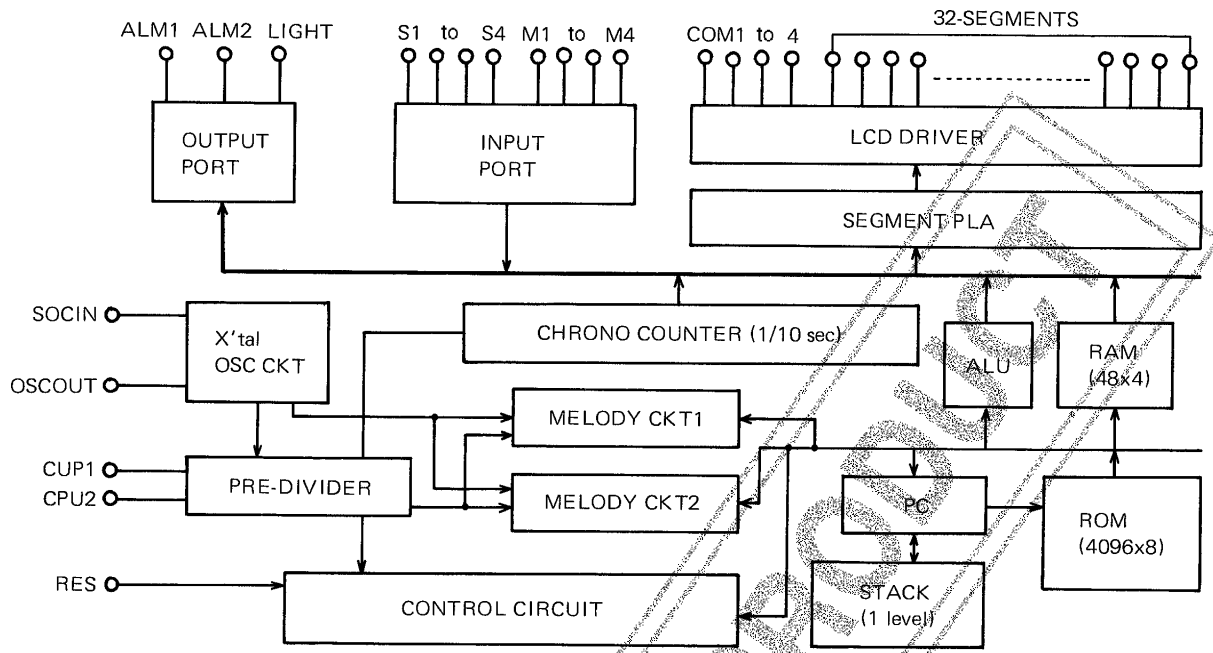 32-SEGMENTS
ALM1 ALM2 LIGHT
S1 to S4 M1 to M4
COM1 to 4
OUTPUT
PORT
INPUT
PORT
LCD DRIVER
SEGMENT PLA
SOCIN
X'tal
OSC CKT
OSCOUT
CHRONO COUNTER (1/10 sec)
ALU
RAM
(48x4)
MELODY CKT1
CUP1
CPU2
PRE-DIVIDER
MELODY CKT2
PC
ROM
(4096x8)
RES
CONTROL CIRCUIT
STACK
(1 level)